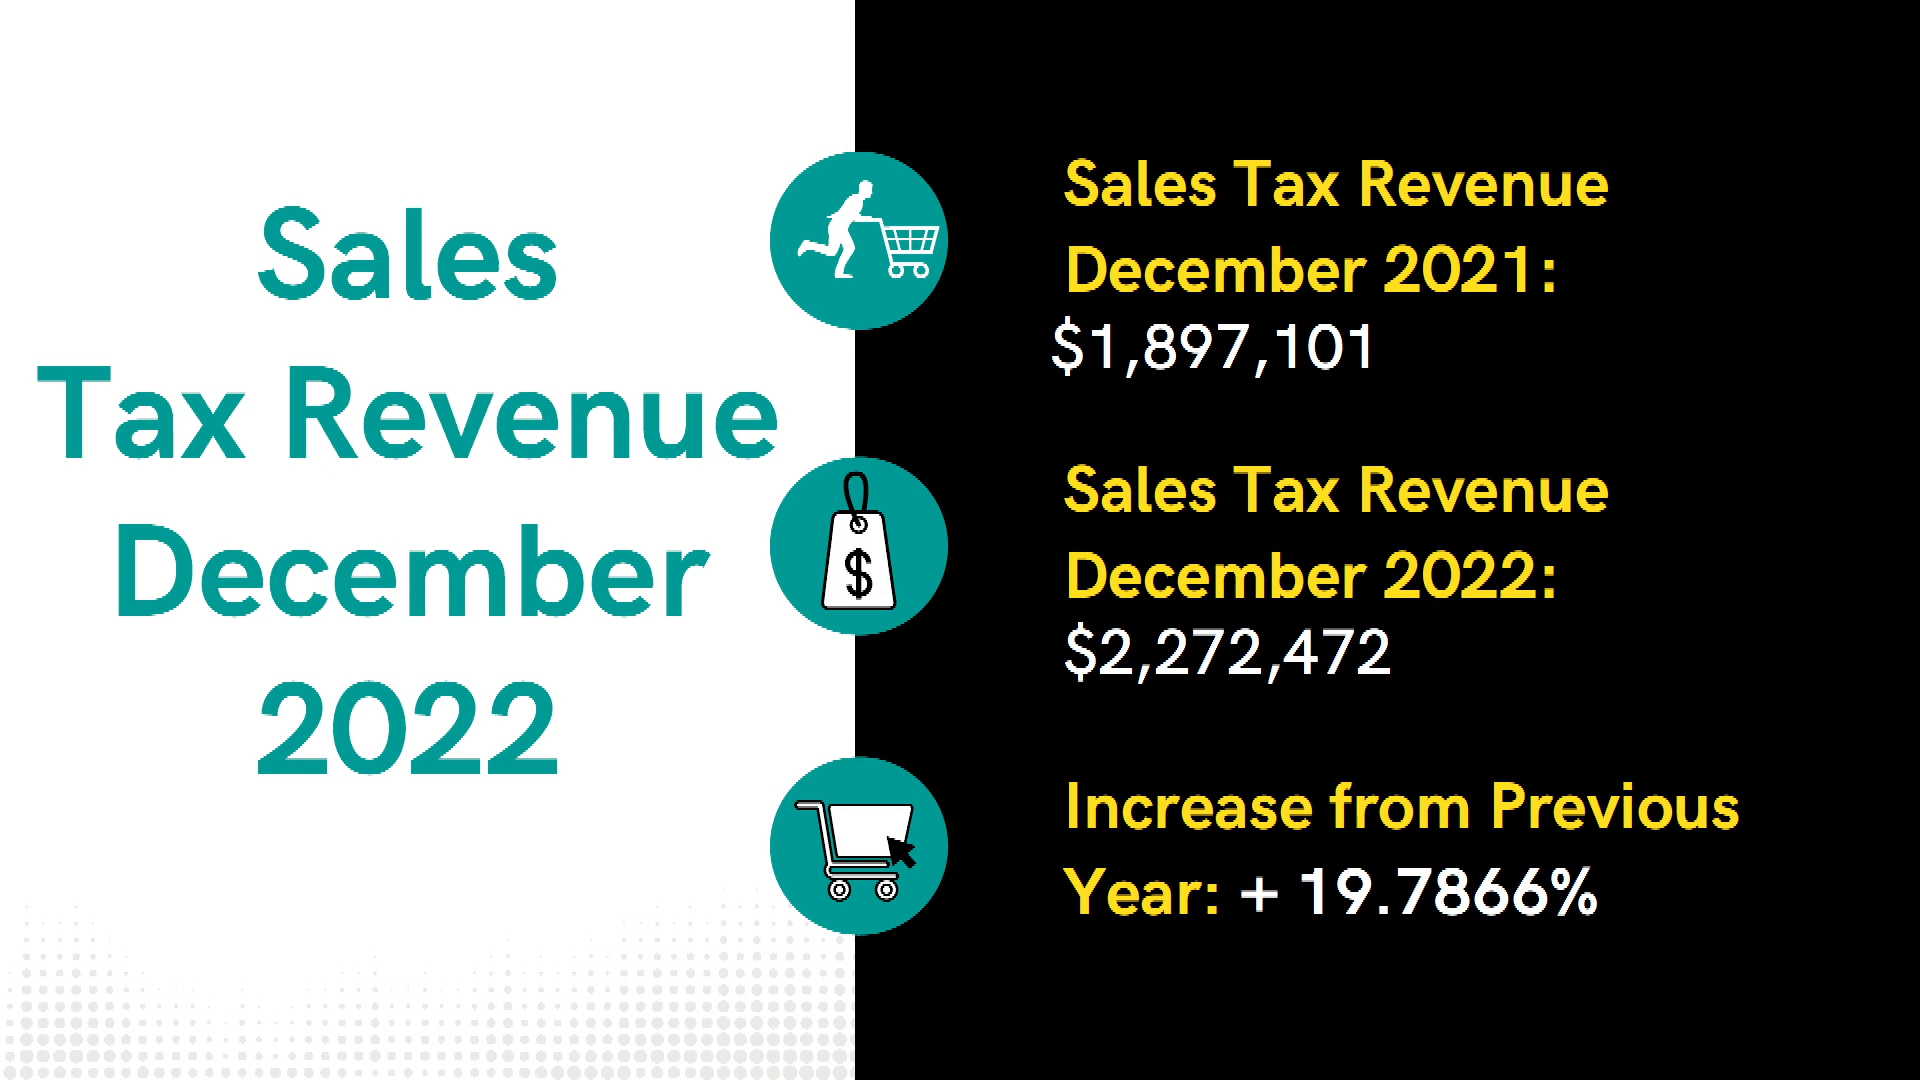 Sales
Tax Revenue
December
2022
Sales Tax Revenue
December 2021:
$1,897,101
$
Sales Tax Revenue
December 2022:
$2,272,472
Increase from Previous
Year: + 19.7866%